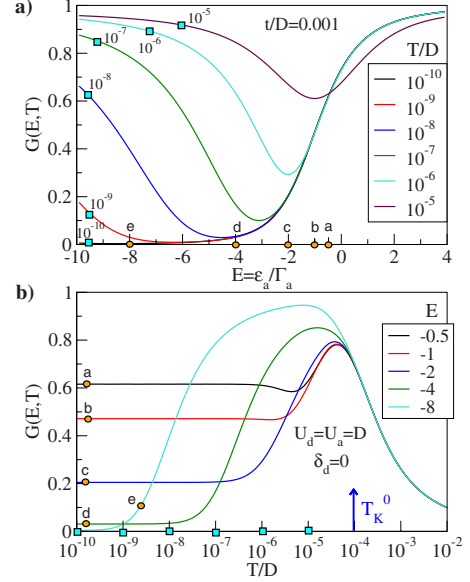 a)
t/D=0.001
T/D
10⁻¹⁰
10⁻⁹
10⁻⁸
10⁻⁷
10⁻⁶
10⁻⁵
10⁻⁵
10⁻⁶
10⁻⁷
10⁻⁸
10⁻⁹
10⁻¹⁰
e d c b a
1
0.8
0.6
0.4
0.2
0
G(E,T)
-10 -8 -6 -4 -2 0 2 4
E=εₐ/Γₐ
b)
E
-0.5
-1
-2
-4
-8
a
b
c
d
e
U_d=U_a=D
δ_d=0
T_K⁰
1
0.8
0.6
0.4
0.2
0
G(E,T)
10⁻¹⁰ 10⁻⁹ 10⁻⁸ 10⁻⁷ 10⁻⁶ 10⁻⁵ 10⁻⁴ 10⁻³ 10⁻²
T/D